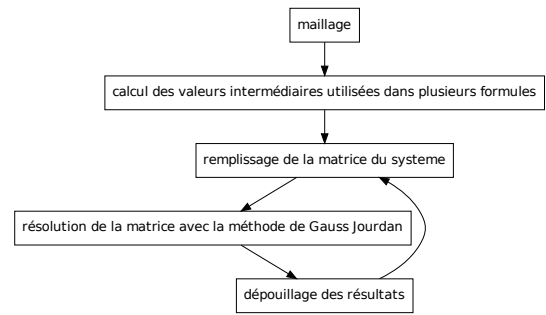 maillage
calcul des valeurs intermédiaires utilisées dans plusieurs formules
remplissage de la matrice du systeme
résolution de la matrice avec la méthode de Gauss Jourdan
dépouillage des résultats